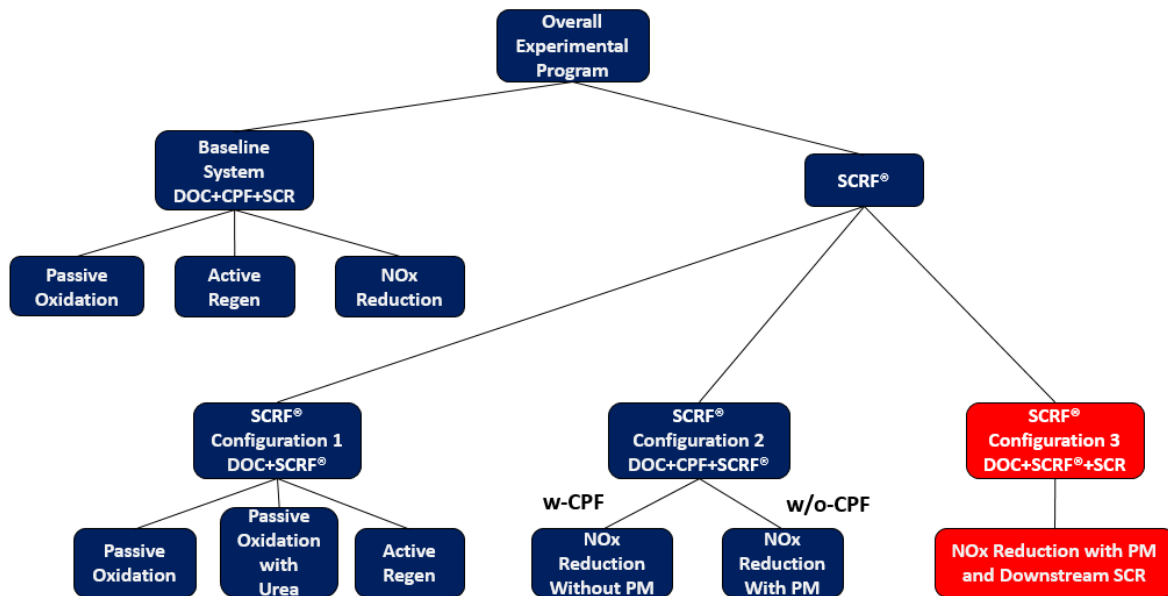 Overall
Experimental
Program
Baseline
System
DOC+CPF+SCR
SCRF®
Passive
Oxidation
Active
Regen
NOx
Reduction
SCRF®
Configuration 1
DOC+SCRF®
SCRF®
Configuration 2
DOC+CPF+SCRF®
SCRF®
Configuration 3
DOC+SCRF®+SCR
w-CPF
w/o-CPF
Passive
Oxidation
Passive
Oxidation
with
Urea
Active
Regen
NOx
Reduction
Without PM
NOx
Reduction
With PM
NOx Reduction with PM
and Downstream SCR